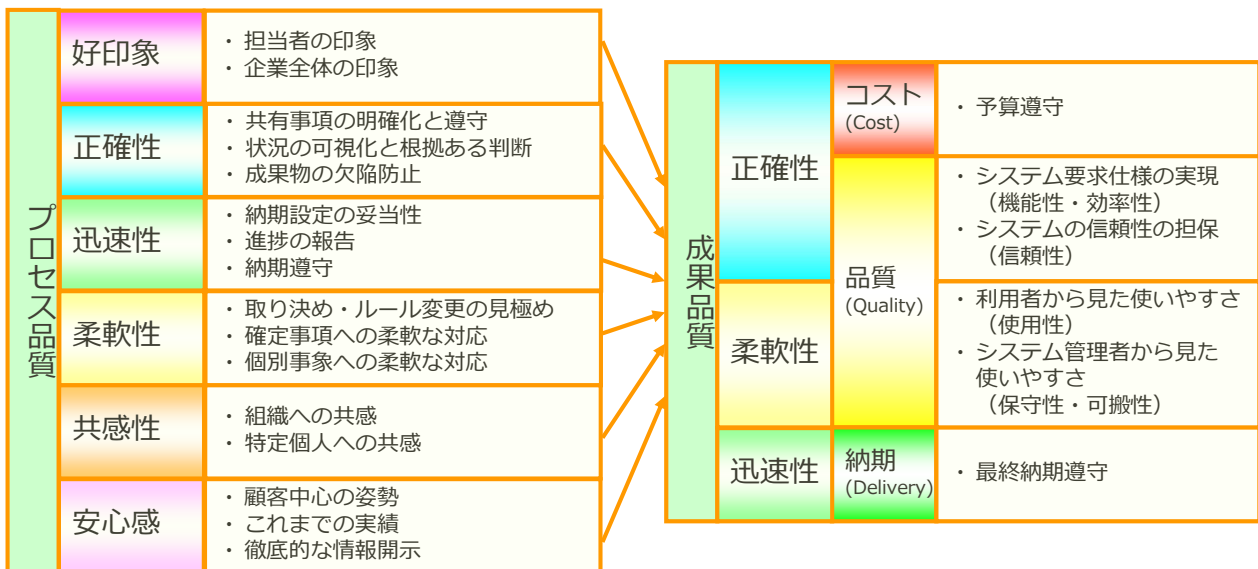 プロセス品質
好印象
・ 担当者の印象
・ 企業全体の印象
正確性
・ 共有事項の明確化と遵守
・ 状況の可視化と根拠ある判断
・ 成果物の欠陥防止
迅速性
・ 納期設定の妥当性
・ 進捗の報告
・ 納期遵守
柔軟性
・ 取り決め・ルール変更の見極め
・ 確定事項への柔軟な対応
・ 個別事象への柔軟な対応
共感性
・ 組織への共感
・ 特定個人への共感
安心感
・ 顧客中心の姿勢
・ これまでの実績
・ 徹底的な情報開示
成果品質
正確性
コスト
(Cost)
・ 予算遵守
品質
(Quality)
・ システム要求仕様の実現
（機能性・効率性）
・ システムの信頼性の担保
（信頼性）
柔軟性
・ 利用者から見た使いやすさ
（使用性）
・ システム管理者から見た
使いやすさ
（保守性・可搬性）
迅速性
納期
(Delivery)
・ 最終納期遵守